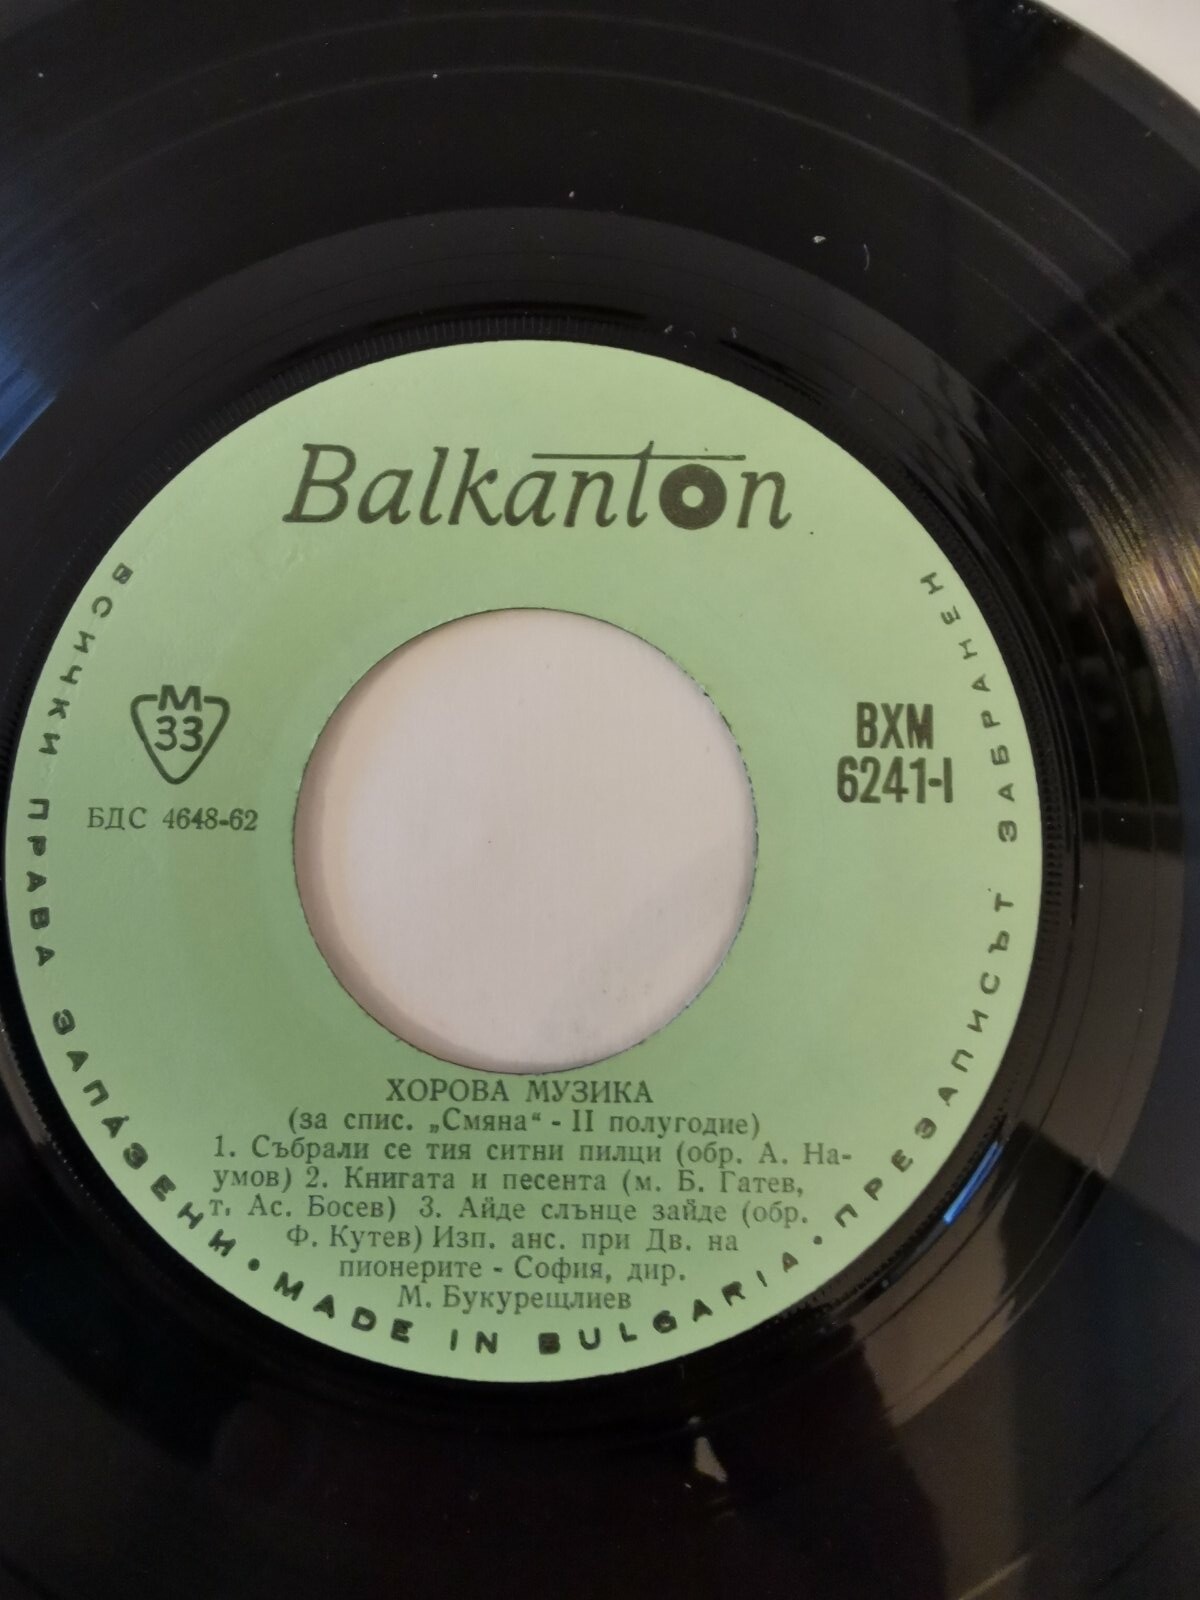 Balkanton
М
33
БДС 4648-62
ВХМ
6241-I
ХОРОВА МУЗИКА
(за спис. „Смяна“ - II полугодие)
1. Събрали се тия ситни пилци (обр. А. На-
умов) 2. Книгата и песента (м. Б. Гатев,
т. Ас. Босев) 3. Айде слънце зайде (обр.
Ф. Кутев) Изп. анс. при Дв. на
пионерите - София, дир.
М. Букурещлиев
ВСИЧКИ ПРАВА ЗАПАЗЕНИ • MADE IN BULGARIA • ПРЕЗАПИСЪТ ЗАБРАНЕН